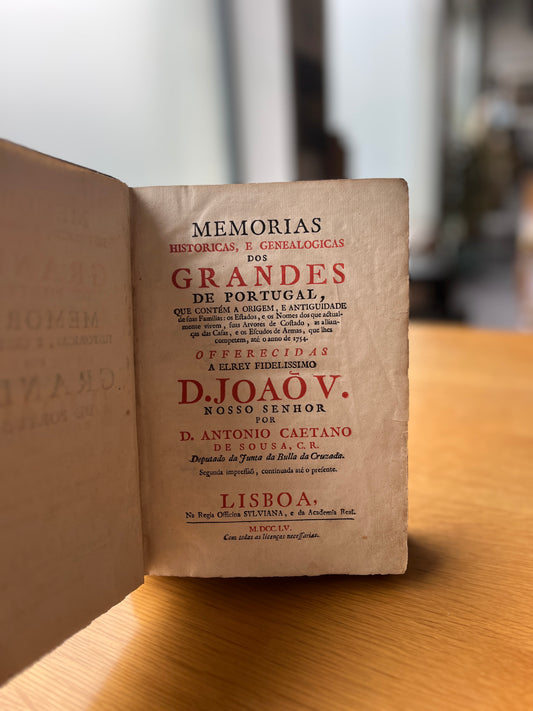 MEMORIAS
HISTORICAS, E GENEALOGICAS
DOS
GRANDES
DE PORTUGAL,
QUE CONTÉM A ORIGEM, E ANTIGUIDADE
de ſuas Familias: os Eſtados, e os Nomes dos que actual-
mente vivem, ſuas Arvores de Coſtado, as allian-
ças das Caſas, e os Eſcudos de Armas, que lhes
competem, até o anno de 1754.
OFFERECIDAS
A ELREY FIDELISSIMO
D. JOAÕ V.
NOSSO SENHOR
POR
D. ANTONIO CAETANO
DE SOUSA, C. R.
Deputado da Junta da Bulla da Cruzada.
Segunda impreſſaõ, continuada até o preſente.
LISBOA,
Na Regia Officina SYLVIANA, e da Academia Real.
M. DCC. LV.
Com todas as licenças neceſſarias.